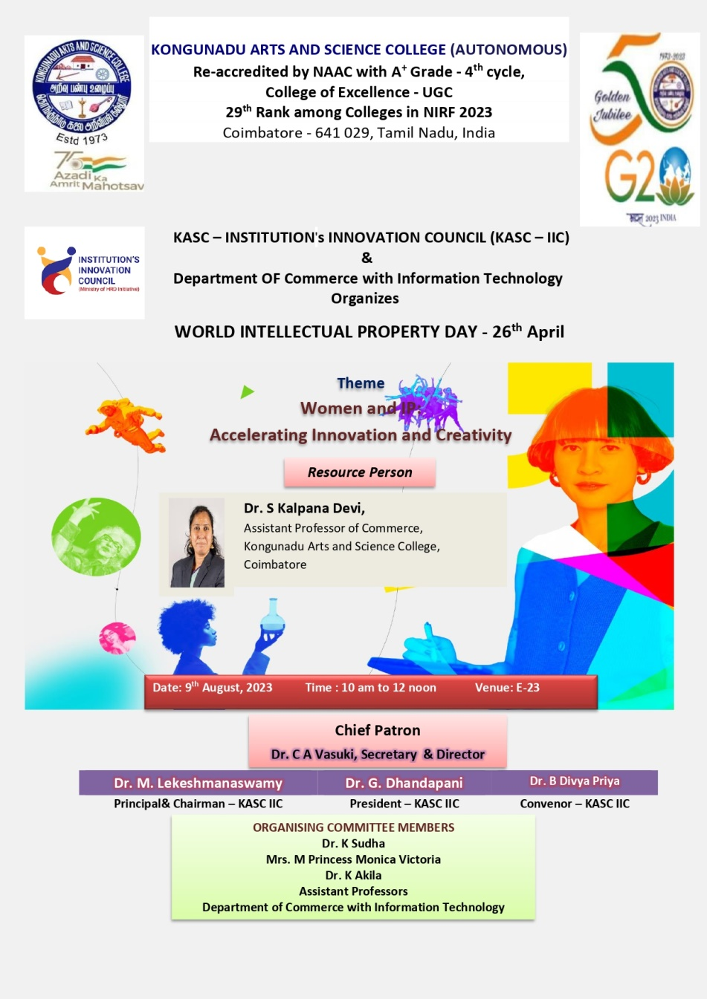 KONGUNADU ARTS AND SCIENCE COLLEGE (AUTONOMOUS)
Re-accredited by NAAC with A+ Grade - 4th cycle,
College of Excellence - UGC
29th Rank among Colleges in NIRF 2023
Coimbatore - 641 029, Tamil Nadu, India
KONGUNADU ARTS AND SCIENCE COLLEGE
அறிவு பண்பு உழைப்பு
Estd 1973
75
Azadi Ka
Amrit Mahotsav
1973-2023
50
Golden
Jubilee
G20
2023 INDIA
INSTITUTION'S
INNOVATION
COUNCIL
(Ministry of HRD Initiative)
KASC – INSTITUTION's INNOVATION COUNCIL (KASC – IIC)
&
Department OF Commerce with Information Technology
Organizes
WORLD INTELLECTUAL PROPERTY DAY - 26th April
Theme
Women and IP:
Accelerating Innovation and Creativity
Resource Person
Dr. S Kalpana Devi,
Assistant Professor of Commerce,
Kongunadu Arts and Science College,
Coimbatore
Date: 9th August, 2023 Time : 10 am to 12 noon Venue: E-23
Chief Patron
Dr. C A Vasuki, Secretary & Director
Dr. M. Lekeshmanaswamy Dr. G. Dhandapani Dr. B Divya Priya
Principal& Chairman – KASC IIC President – KASC IIC Convenor – KASC IIC
ORGANISING COMMITTEE MEMBERS
Dr. K Sudha
Mrs. M Princess Monica Victoria
Dr. K Akila
Assistant Professors
Department of Commerce with Information Technology